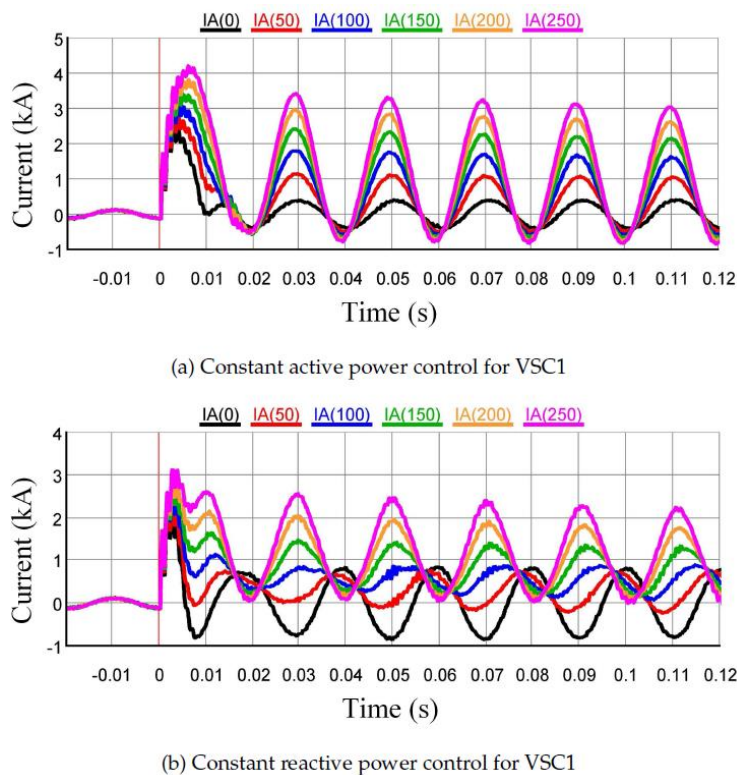 IA(0) IA(50) IA(100) IA(150) IA(200) IA(250)
Current (kA)
5
4
3
2
1
0
-1
-0.01 0 0.01 0.02 0.03 0.04 0.05 0.06 0.07 0.08 0.09 0.1 0.11 0.12
Time (s)
(a) Constant active power control for VSC1
IA(0) IA(50) IA(100) IA(150) IA(200) IA(250)
Current (kA)
4
3
2
1
0
-1
-0.01 0 0.01 0.02 0.03 0.04 0.05 0.06 0.07 0.08 0.09 0.1 0.11 0.12
Time (s)
(b) Constant reactive power control for VSC1